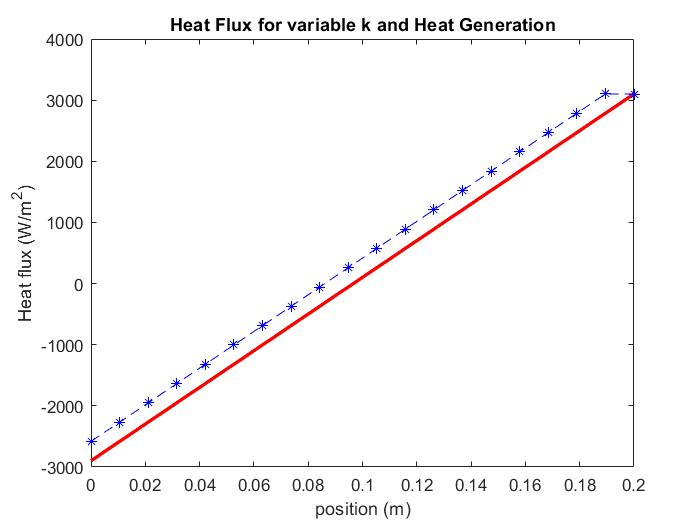 Heat Flux for variable k and Heat Generation
4000
3000
2000
1000
0
-1000
-2000
-3000
Heat flux (W/m²)
0 0.02 0.04 0.06 0.08 0.1 0.12 0.14 0.16 0.18 0.2
position (m)